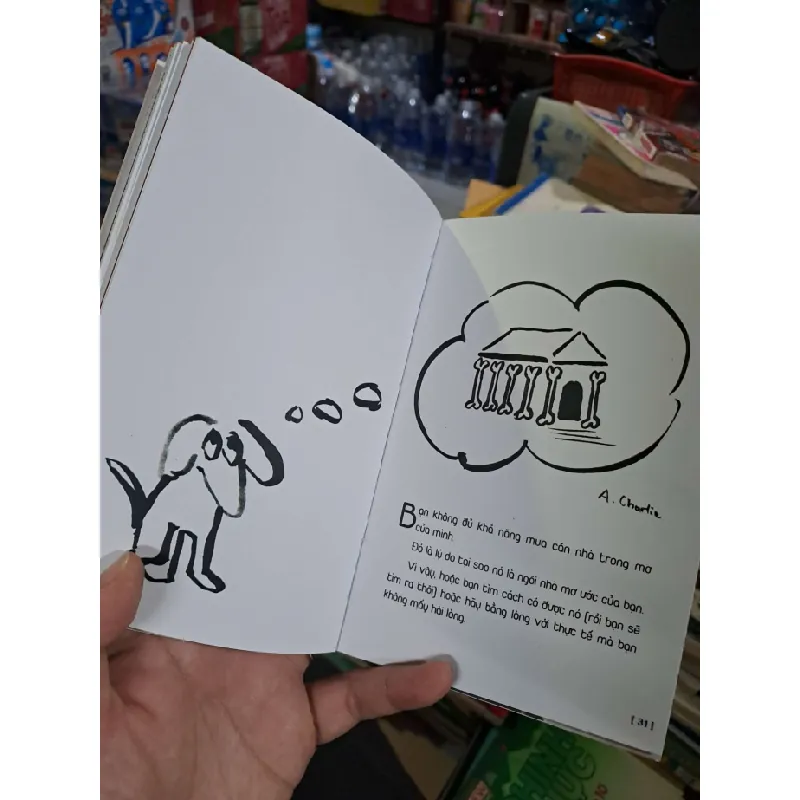 A. Charlie
Bạn không đủ khả năng mua căn nhà trong mơ
của mình.
Đó là lý do tại sao nó là ngôi nhà mơ ước của bạn.
Vì vậy, hoặc bạn tìm cách có được nó (rồi bạn sẽ
tìm ra thôi) hoặc hãy bằng lòng với thực tế mà bạn
không mấy hài lòng.
[ 31 ]